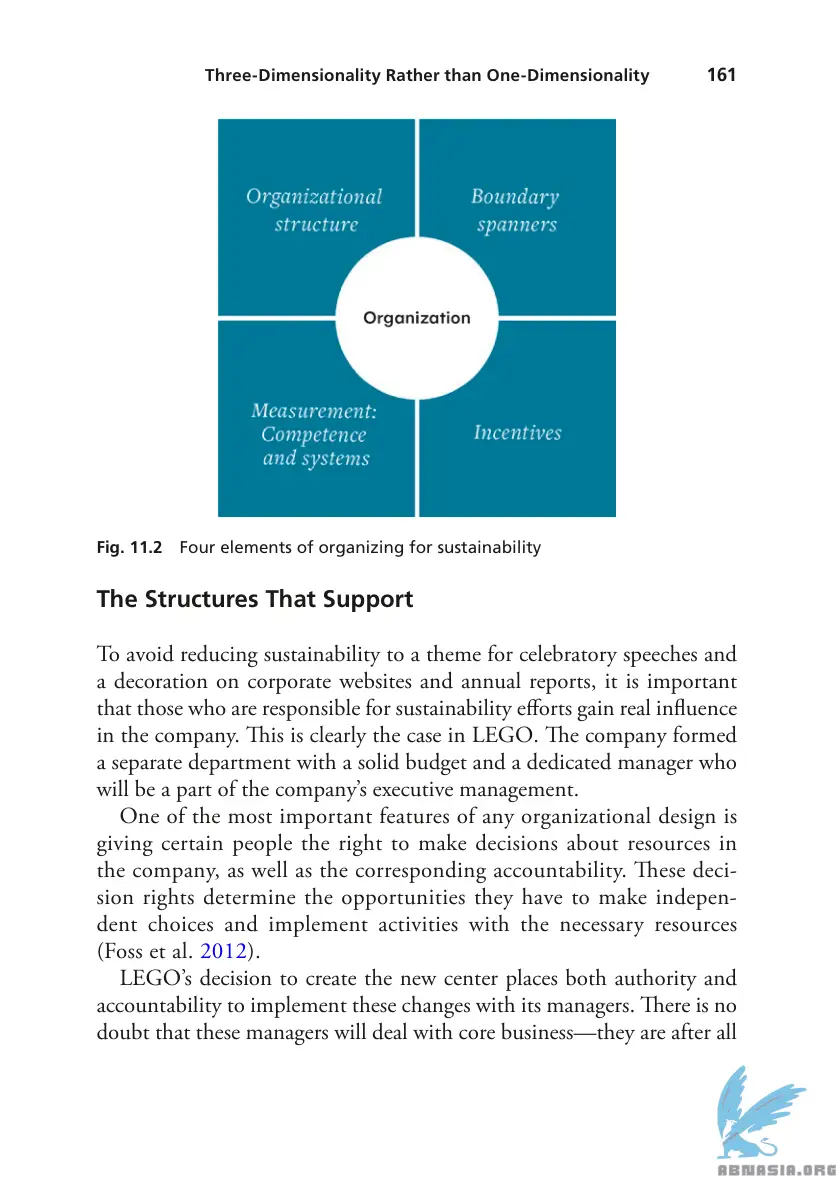 Three-Dimensionality Rather than One-Dimensionality 161
Organizational
structure
Boundary
spanners
Organization
Measurement:
Competence
and systems
Incentives
Fig. 11.2 Four elements of organizing for sustainability
The Structures That Support
To avoid reducing sustainability to a theme for celebratory speeches and
a decoration on corporate websites and annual reports, it is important
that those who are responsible for sustainability efforts gain real influence
in the company. This is clearly the case in LEGO. The company formed
a separate department with a solid budget and a dedicated manager who
will be a part of the company's executive management.
One of the most important features of any organizational design is
giving certain people the right to make decisions about resources in
the company, as well as the corresponding accountability. These deci-
sion rights determine the opportunities they have to make indepen-
dent choices and implement activities with the necessary resources
(Foss et al. 2012).
LEGO's decision to create the new center places both authority and
accountability to implement these changes with its managers. There is no
doubt that these managers will deal with core business—they are after all
ABNASIA.ORG